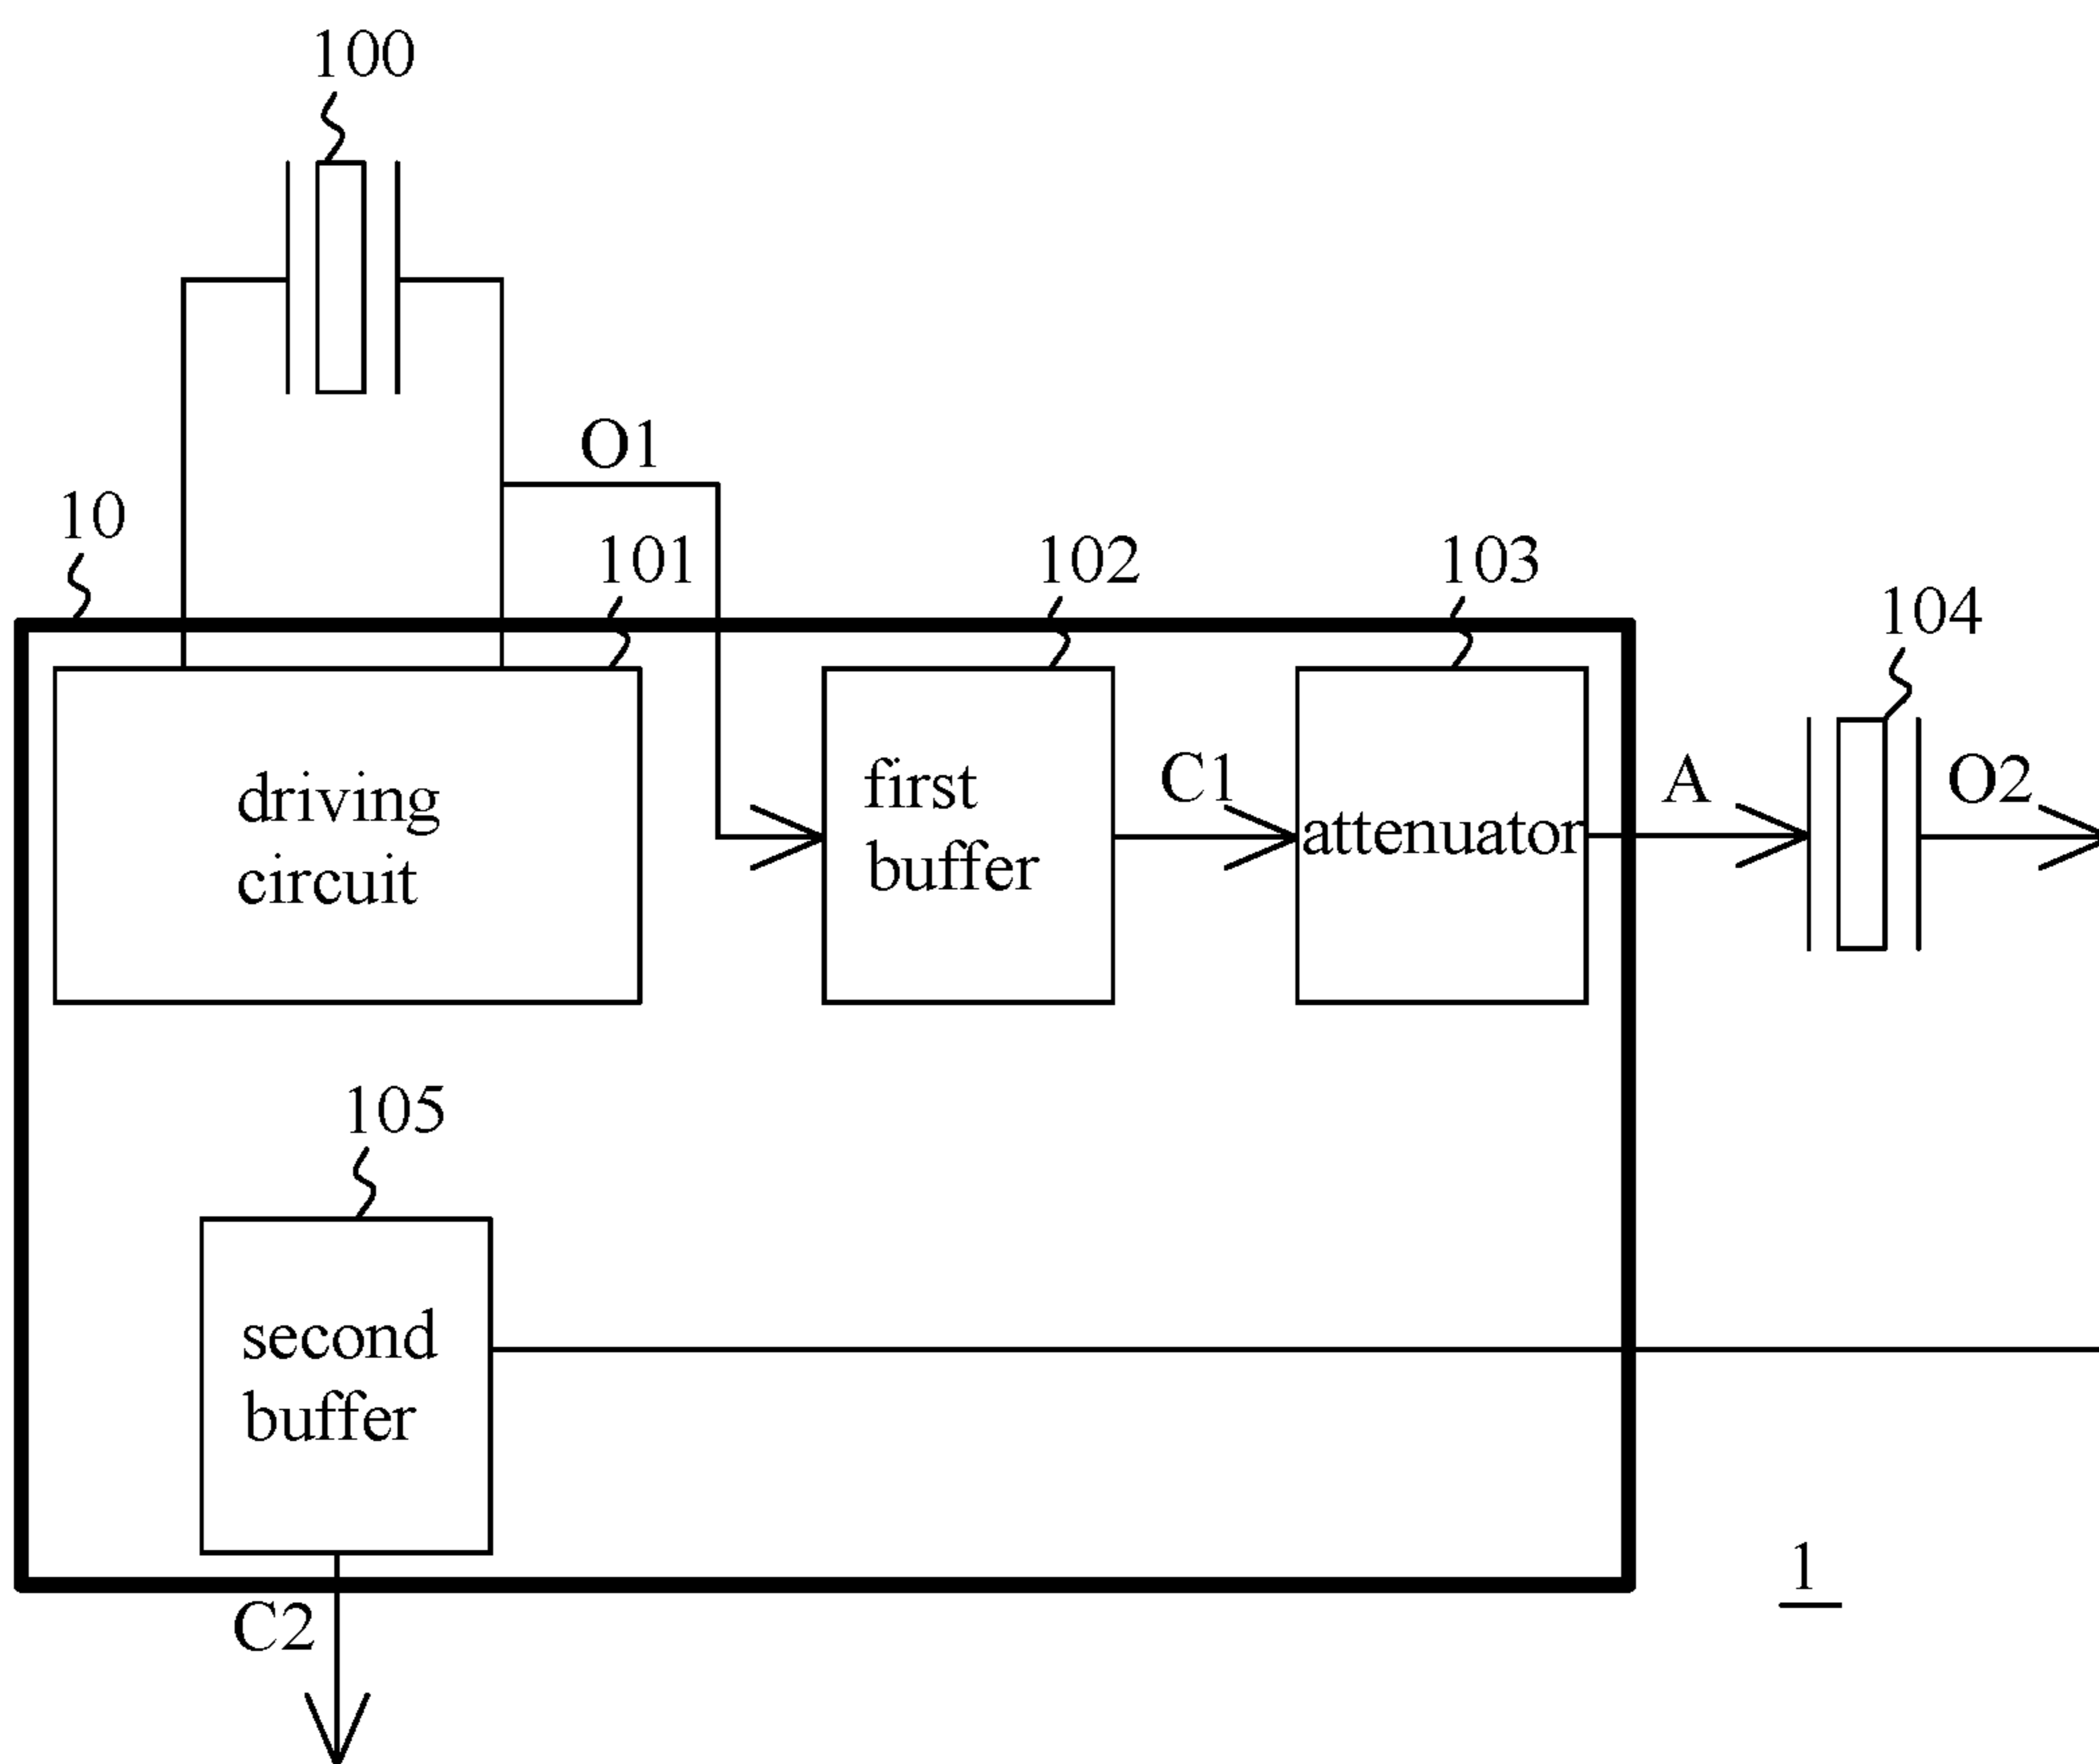 100
O1
10
101
102
103
104
driving
circuit
first
buffer
C1
attenuator
A
O2
105
second
buffer
C2
1